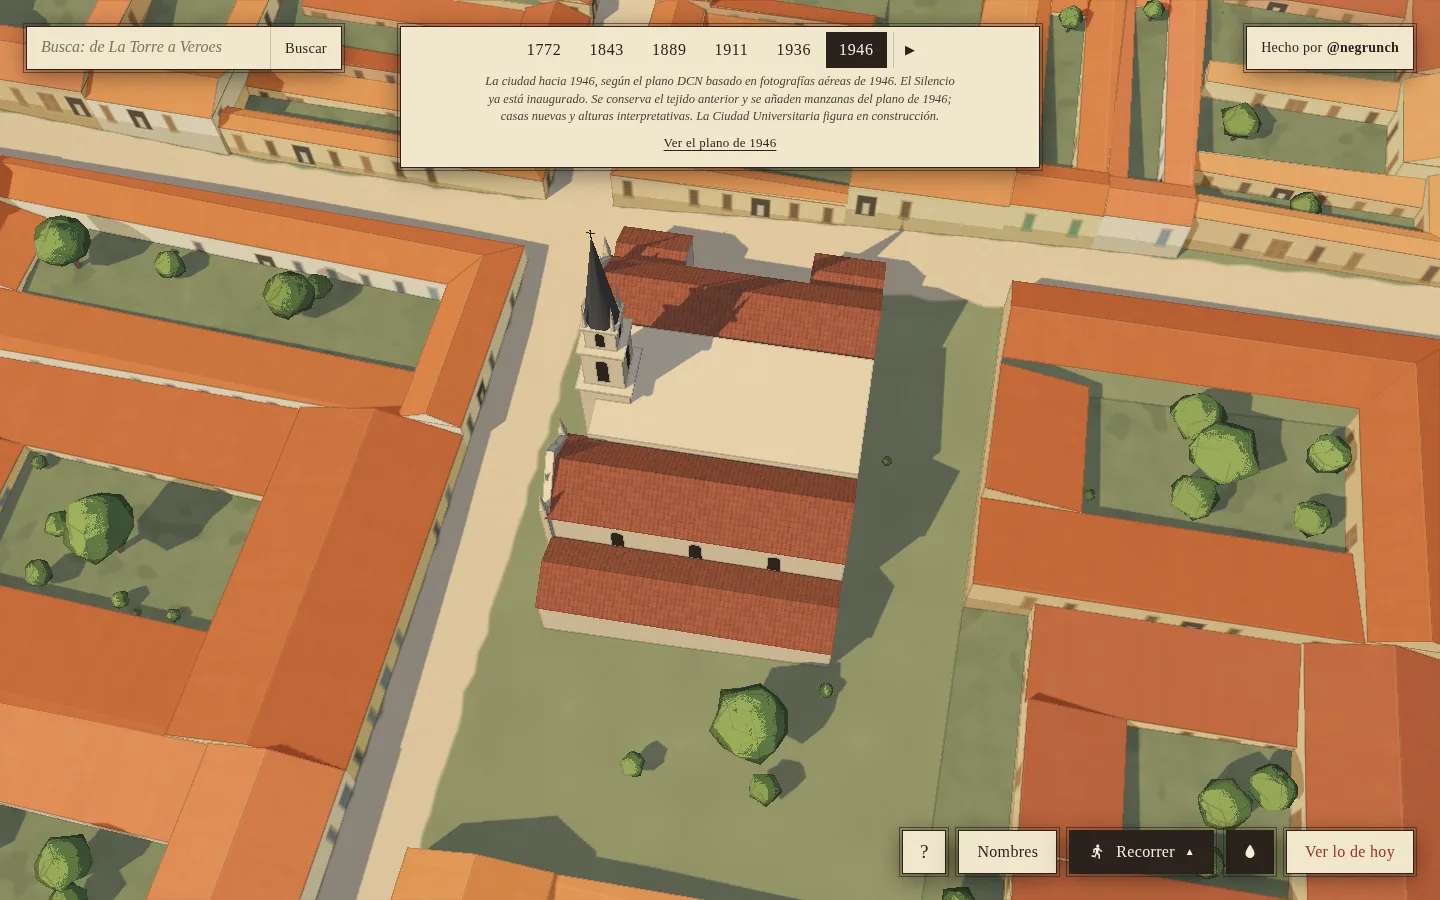 Busca: de La Torre a Veroes
Buscar
1772 1843 1889 1911 1936 1946 ▶
La ciudad hacia 1946, según el plano DCN basado en fotografías aéreas de 1946. El Silencio
ya está inaugurado. Se conserva el tejido anterior y se añaden manzanas del plano de 1946;
casas nuevas y alturas interpretativas. La Ciudad Universitaria figura en construcción.
Ver el plano de 1946
Hecho por @negrunch
?
Nombres
Recorrer ▲
Ver lo de hoy